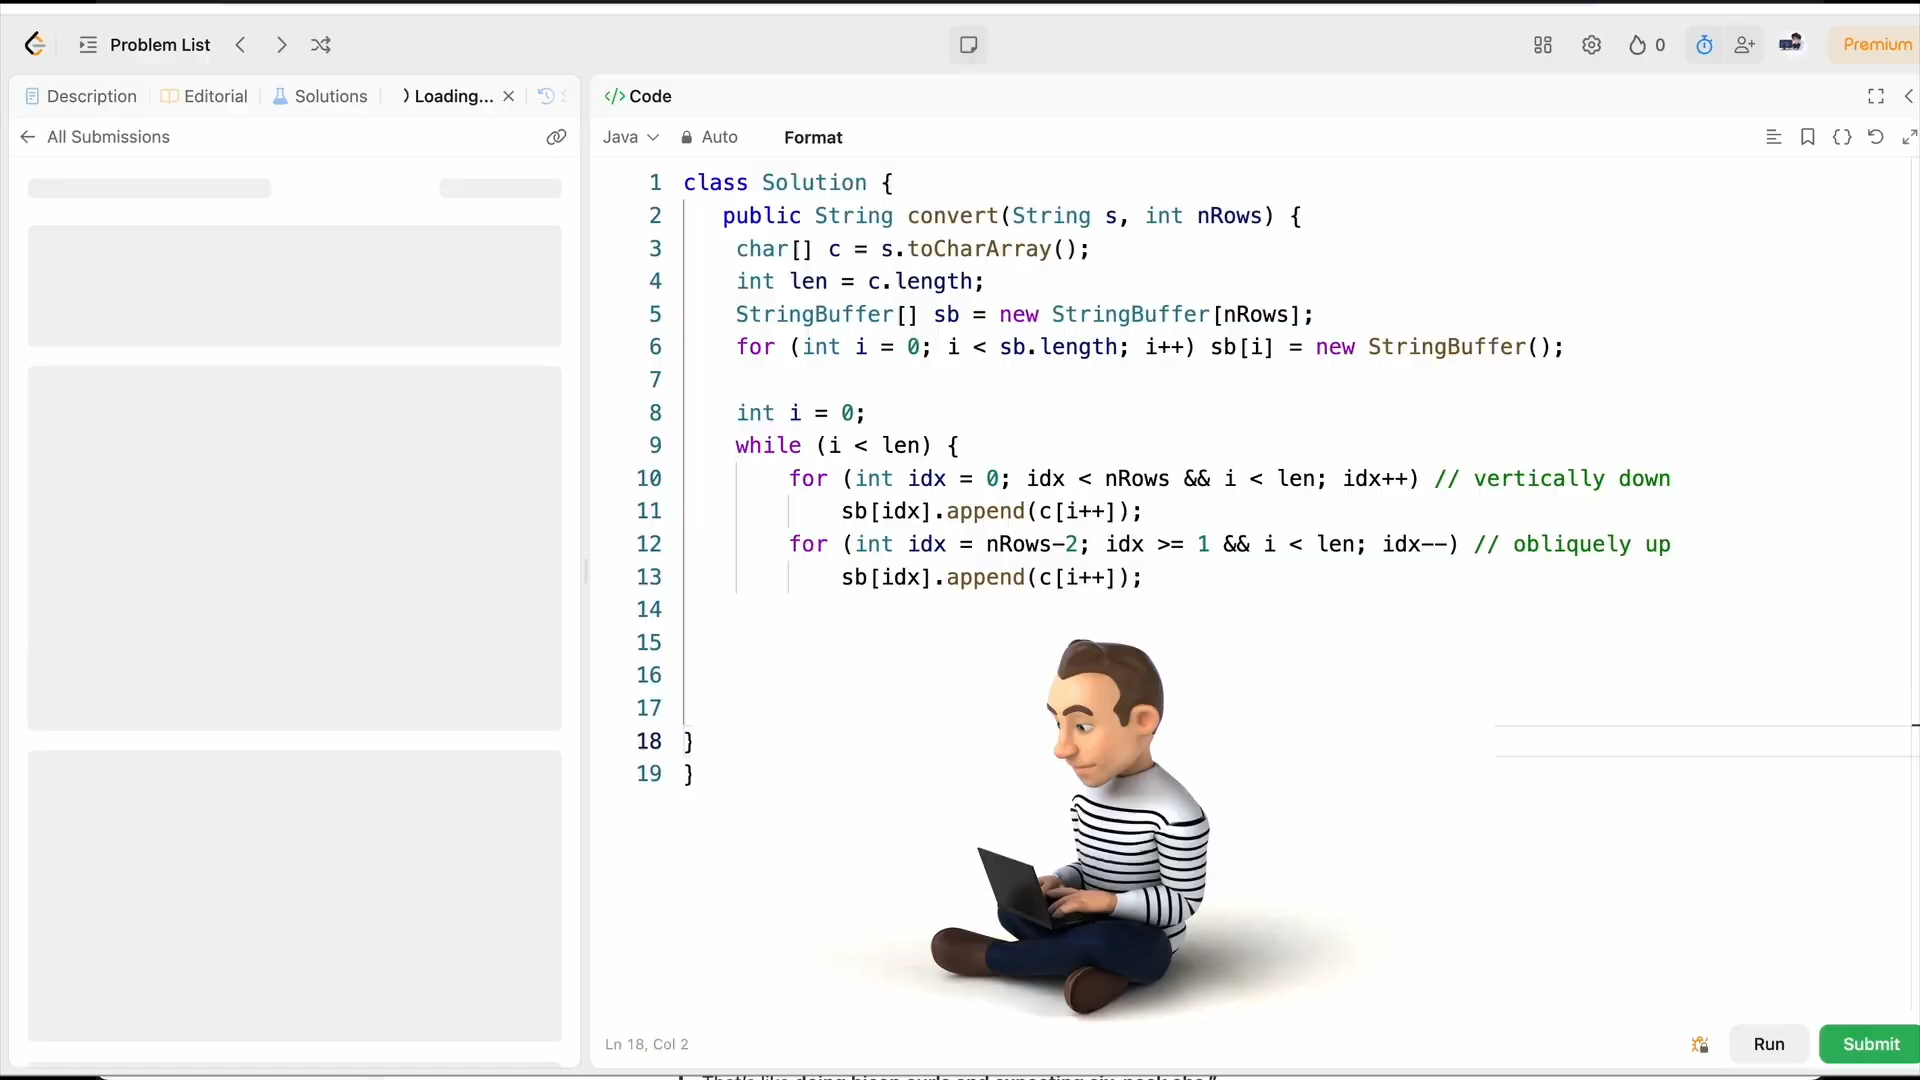 Problem List
0
Premium
Description
Editorial
Solutions
Loading...
Code
All Submissions
Java
Auto
Format
1 class Solution {
2 public String convert(String s, int nRows) {
3 char[] c = s.toCharArray();
4 int len = c.length;
5 StringBuffer[] sb = new StringBuffer[nRows];
6 for (int i = 0; i < sb.length; i++) sb[i] = new StringBuffer();
7
8 int i = 0;
9 while (i < len) {
10 for (int idx = 0; idx < nRows && i < len; idx++) // vertically down
11 sb[idx].append(c[i++]);
12 for (int idx = nRows-2; idx >= 1 && i < len; idx--) // obliquely up
13 sb[idx].append(c[i++]);
14
15
16
17
18 }
19 }
Ln 18, Col 2
Run
Submit